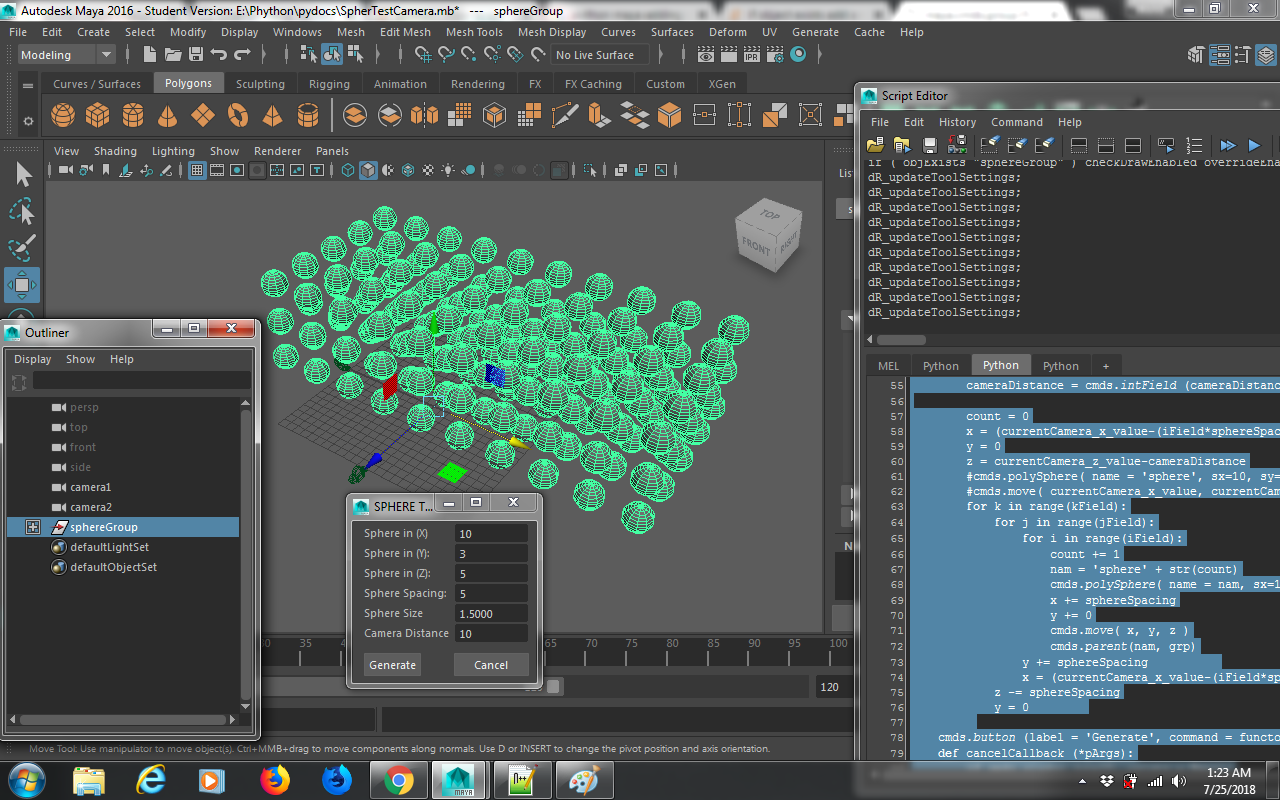 Autodesk Maya 2016 - Student Version: E:\Phython\pydocs\SpherTestCamera.mb* --- sphereGroup
File Edit Create Select Modify Display Windows Mesh Edit Mesh Mesh Tools Mesh Display Curves Surfaces Deform UV Generate Cache Help
Modeling
No Live Surface
IPR
Curves / Surfaces Polygons Sculpting Rigging Animation Rendering FX FX Caching Custom XGen
View Shading Lighting Show Renderer Panels
TOP
FRONT
RIGHT
List
Script Editor
File Edit History Command Help
if ( objExists "sphereGroup" ) checkDrawEnabled overrideEna
dR_updateToolSettings;
dR_updateToolSettings;
dR_updateToolSettings;
dR_updateToolSettings;
dR_updateToolSettings;
dR_updateToolSettings;
dR_updateToolSettings;
dR_updateToolSettings;
dR_updateToolSettings;
dR_updateToolSettings;
MEL Python Python Python +
55 cameraDistance = cmds.intField (cameraDistanc
56
57 count = 0
58 x = (currentCamera_x_value-(iField*sphereSpac
59 y = 0
60 z = currentCamera_z_value-cameraDistance
61 #cmds.polySphere( name = 'sphere', sx=10, sy=
62 #cmds.move( currentCamera_x_value, currentCam
63 for k in range(kField):
64 for j in range(jField):
65 for i in range(iField):
66 count += 1
67 nam = 'sphere' + str(count)
68 cmds.polySphere( name = nam, sx=1
69 x += sphereSpacing
70 y += 0
71 cmds.move( x, y, z )
72 cmds.parent(nam, grp)
73 y += sphereSpacing
74 x = (currentCamera_x_value-(iField*sp
75 z -= sphereSpacing
76 y = 0
77
78 cmds.button (label = 'Generate', command = functo
79 def cancelCallback (*pArgs):
Outliner
Display Show Help
persp
top
front
side
camera1
camera2
sphereGroup
defaultLightSet
defaultObjectSet
SPHERE T...
Sphere in (X) 10
Sphere in (Y): 3
Sphere in (Z): 5
Sphere Spacing: 5
Sphere Size 1.5000
Camera Distance 10
Generate Cancel
30 35 40 45 65 70 75 80 85 90 95 100
120
Move Tool: Use manipulator to move object(s). Ctrl+MMB+drag to move components along normals. Use D or INSERT to change the pivot position and axis orientation.
MAYA
1:23 AM
7/25/2018